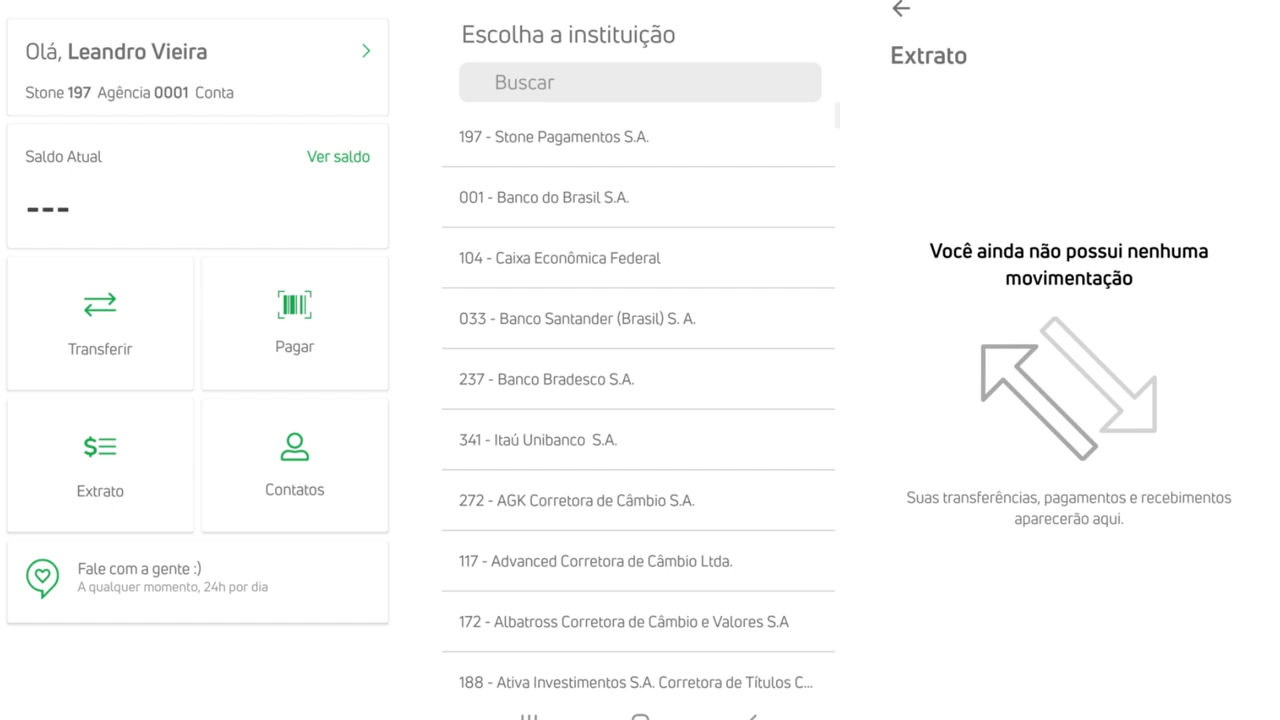 Olá, Leandro Vieira
Stone 197 Agência 0001 Conta
Saldo Atual
Ver saldo
---
Transferir
Pagar
Extrato
Contatos
Fale com a gente :)
A qualquer momento, 24h por dia
Escolha a instituição
Buscar
197 - Stone Pagamentos S.A.
001 - Banco do Brasil S.A.
104 - Caixa Econômica Federal
033 - Banco Santander (Brasil) S. A.
237 - Banco Bradesco S.A.
341 - Itaú Unibanco  S.A.
272 - AGK Corretora de Câmbio S.A.
117 - Advanced Corretora de Câmbio Ltda.
172 - Albatross Corretora de Câmbio e Valores S.A
188 - Ativa Investimentos S.A. Corretora de Títulos C...
Extrato
Você ainda não possui nenhuma
movimentação
Suas transferências, pagamentos e recebimentos
aparecerão aqui.